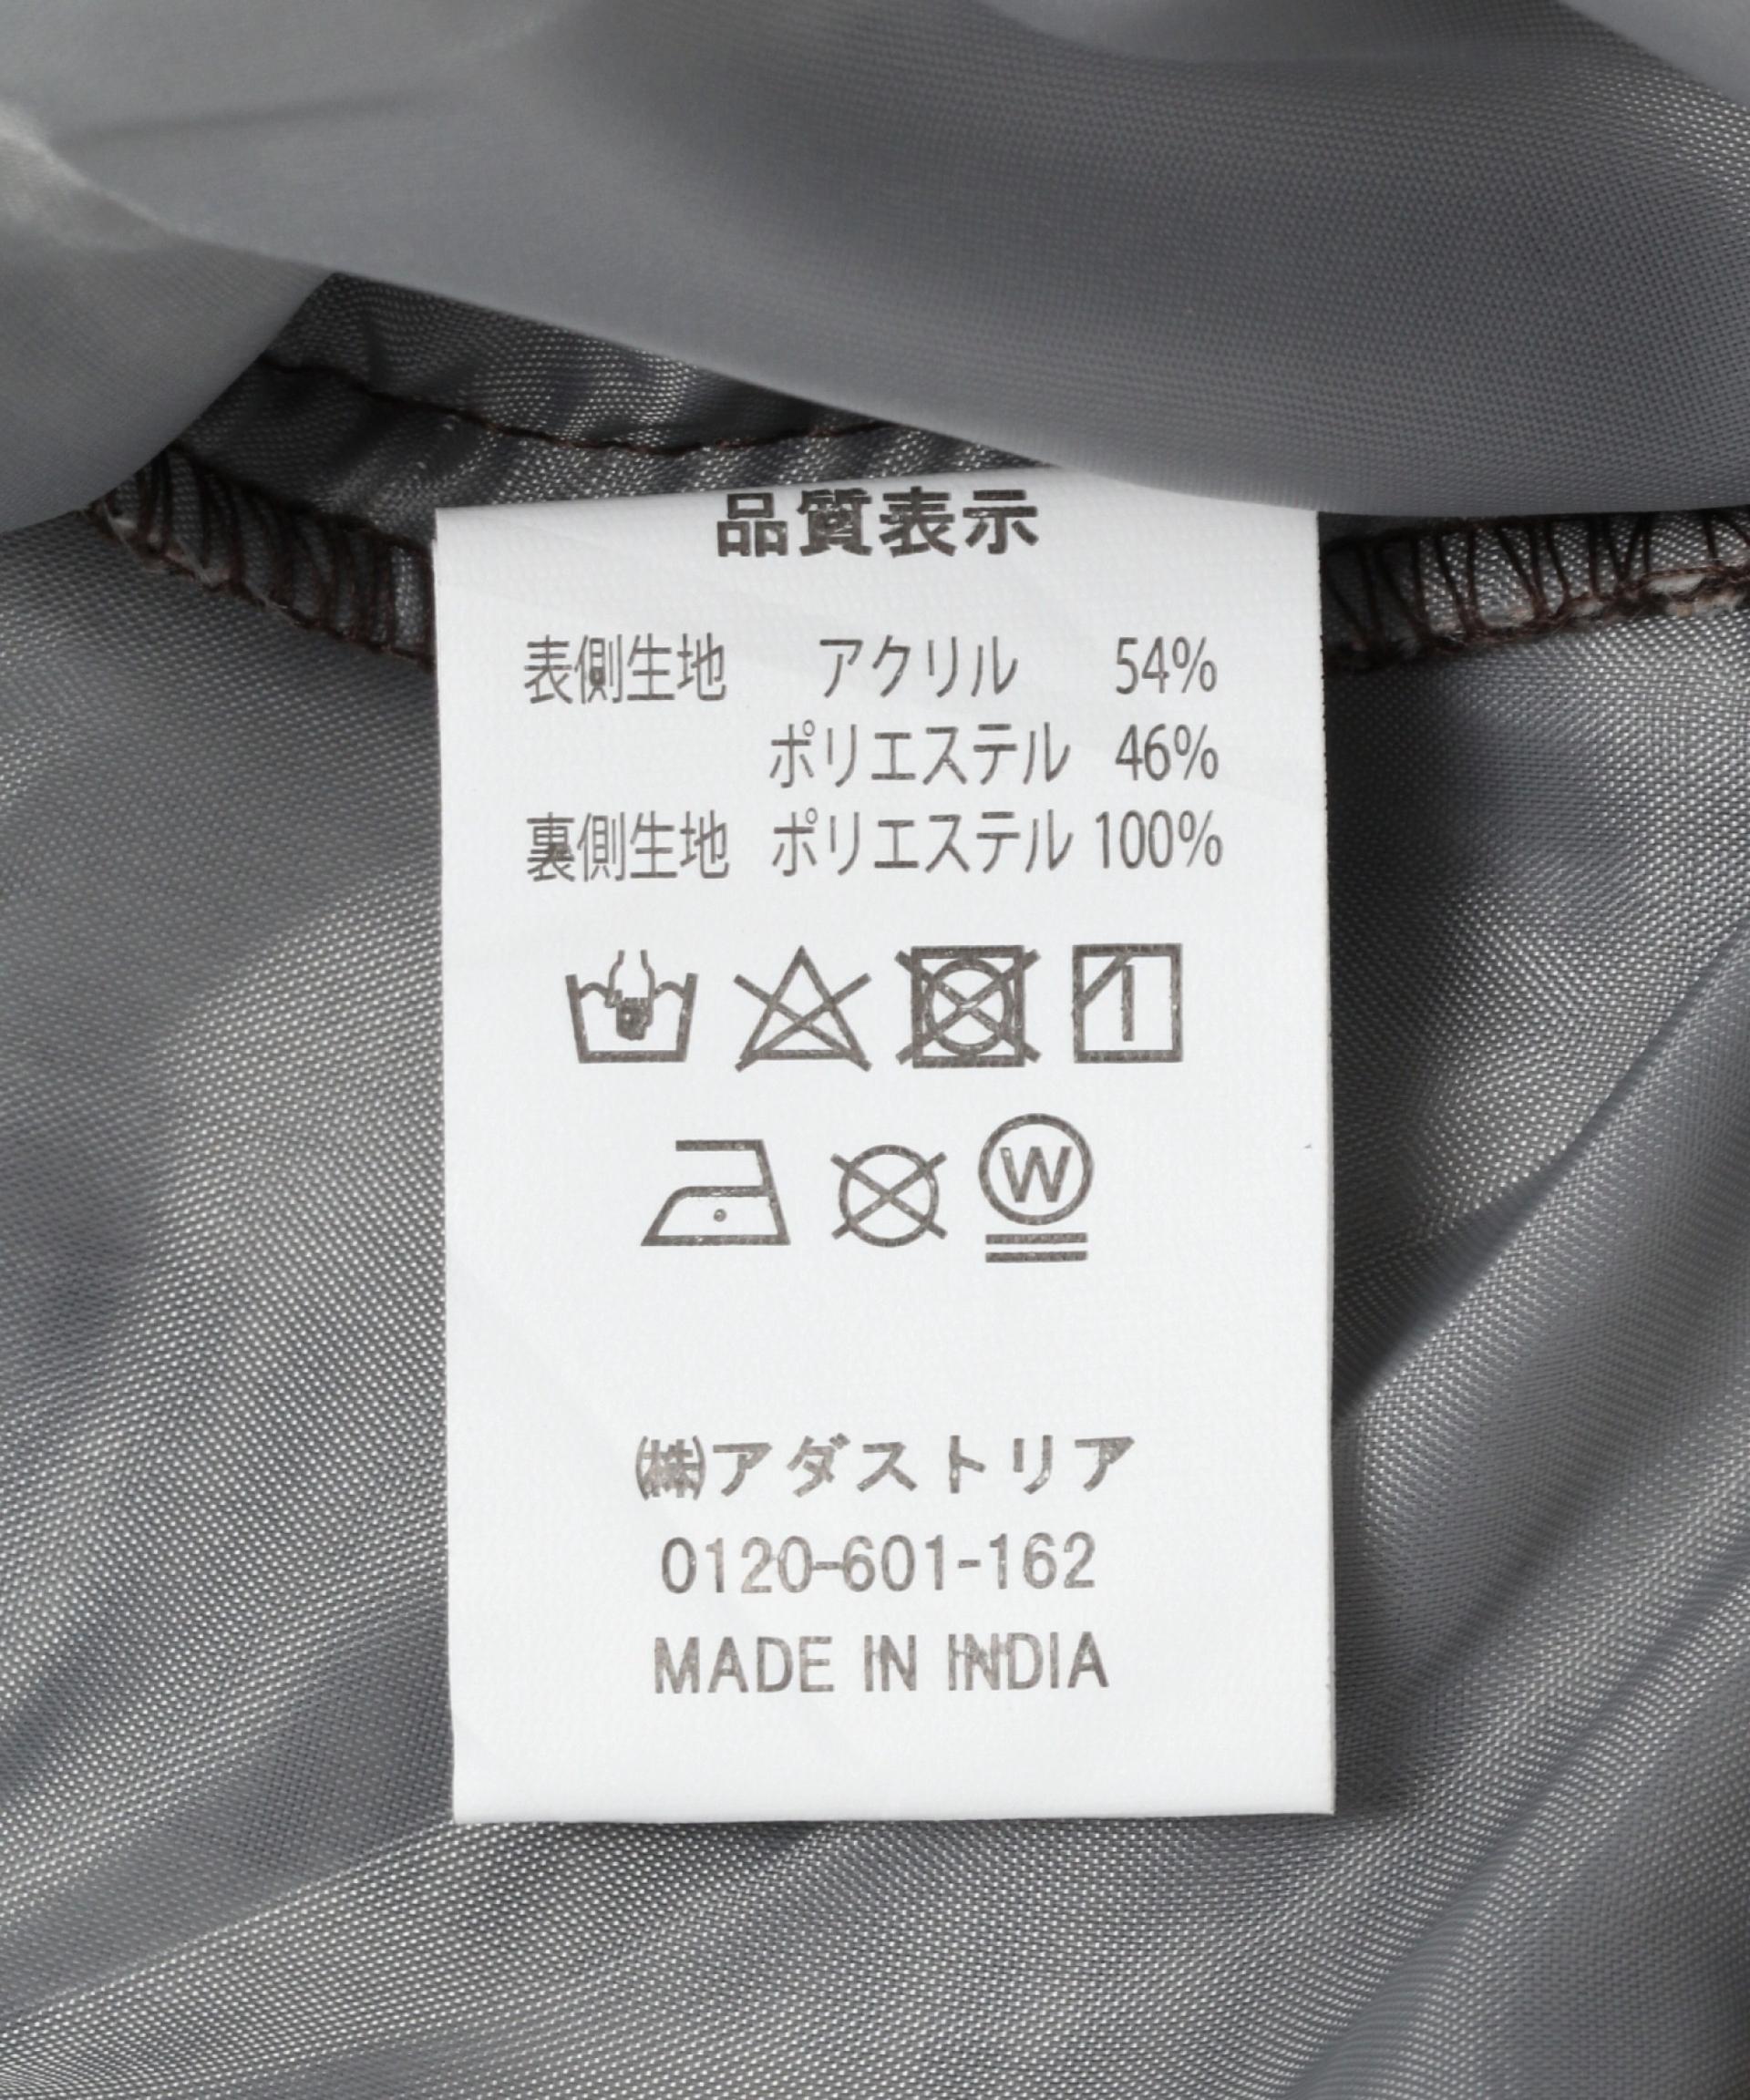 品質表示
表側生地 アクリル 54%
ポリエステル 46%
裏側生地 ポリエステル 100%
W
㈱アダストリア
0120-601-162
MADE IN INDIA